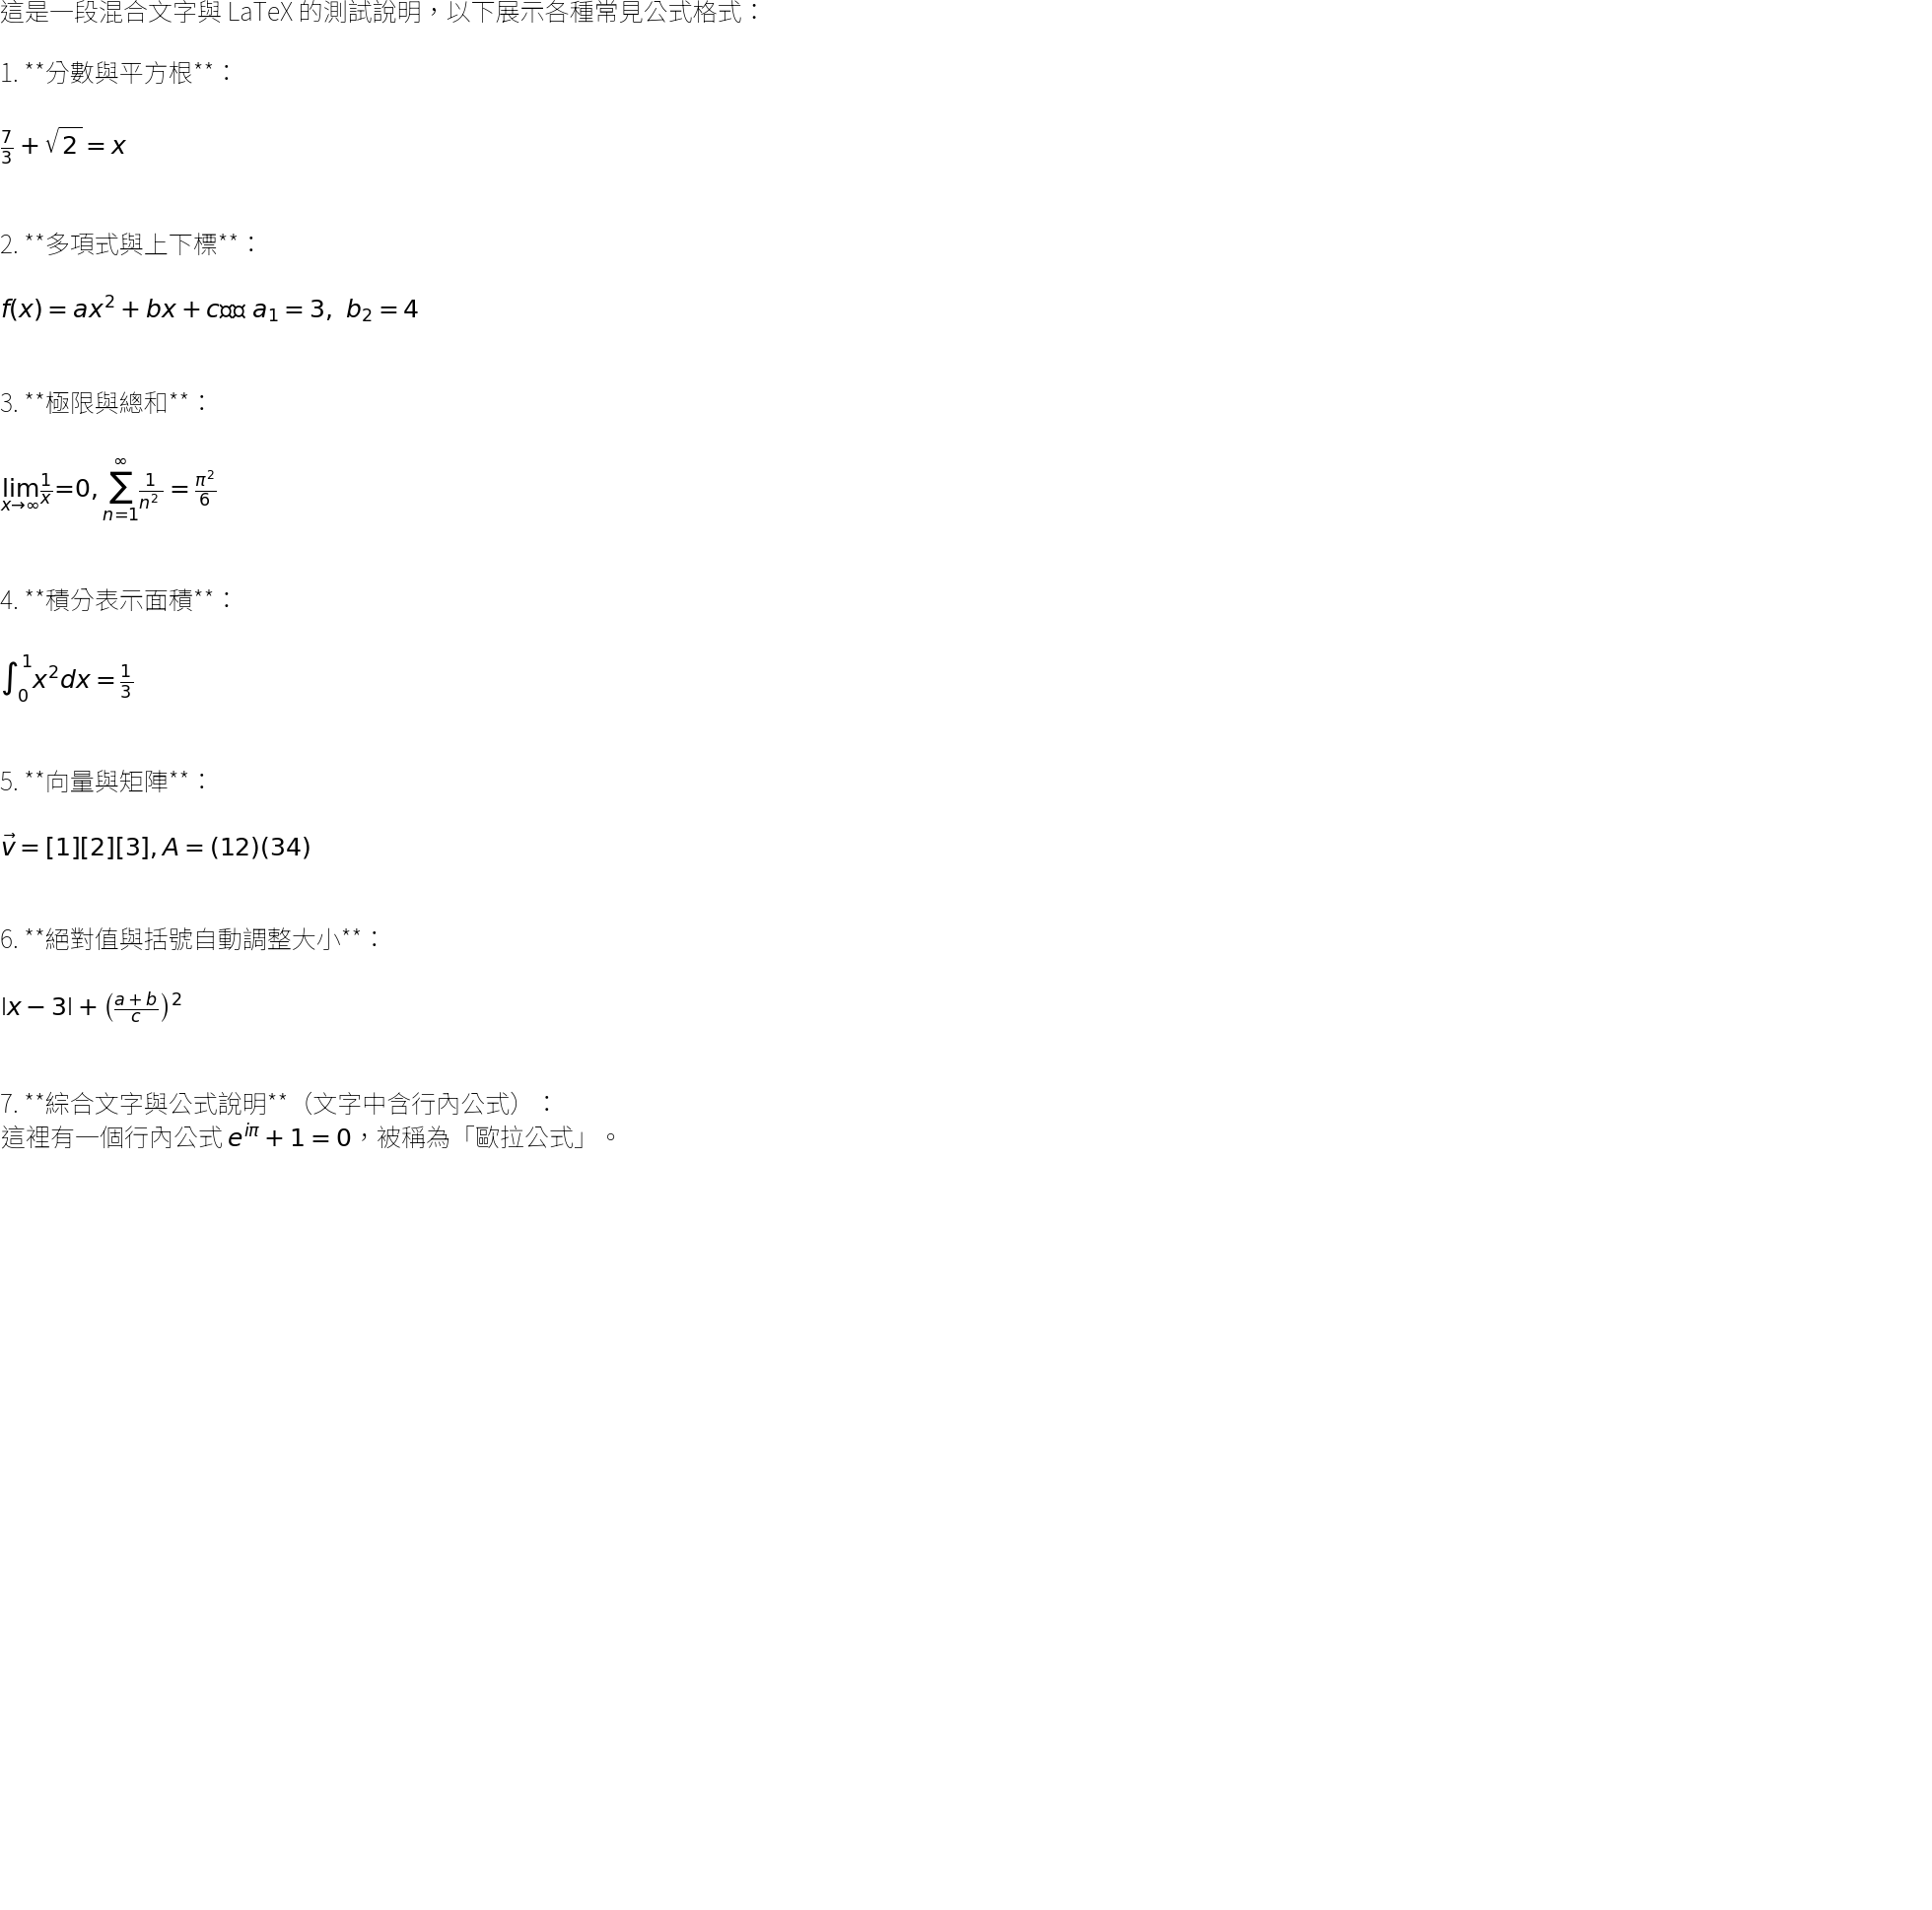 這是一段混合文字與 LaTeX 的測試說明，以下展示各種常見公式格式：
1. **分數與平方根**：
$\frac{7}{3} + \sqrt{2} = x$
2. **多項式與上下標**：
$f(x) = ax^2 + bx + c$ $a_1 = 3,\ b_2 = 4$
3. **極限與總和**：
$\lim_{x \to \infty} \frac{1}{x} = 0, \sum_{n=1}^{\infty} \frac{1}{n^2} = \frac{\pi^2}{6}$
4. **積分表示面積**：
$\int_0^1 x^2 dx = \frac{1}{3}$
5. **向量與矩陣**：
$\vec{v} = [1][2][3], A = (12)(34)$
6. **絕對值與括號自動調整大小**：
$|x - 3| + \left(\frac{a+b}{c}\right)^2$
7. **綜合文字與公式說明**（文字中含行內公式）：
這裡有一個行內公式 $e^{i\pi} + 1 = 0$，被稱為「歐拉公式」。